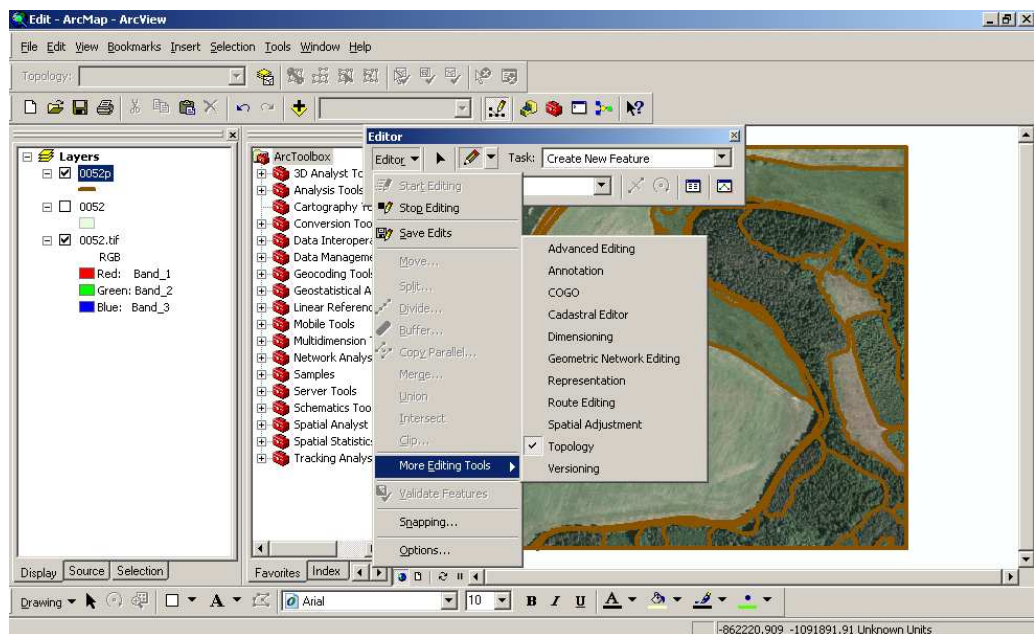 Edit - ArcMap - ArcView
File Edit View Bookmarks Insert Selection Tools Window Help
Topology:
Editor
Editor Task: Create New Feature
Layers
0052p
0052
0052.tif
RGB
Red: Band_1
Green: Band_2
Blue: Band_3
Display Source Selection
ArcToolbox
3D Analyst To
Analysis Tools
Cartography
Conversion Too
Data Interopera
Data Manageme
Geocoding Tool
Geostatistical A
Linear Referenc
Mobile Tools
Multidimension
Network Analys
Samples
Server Tools
Schematics Too
Spatial Analyst
Spatial Statistic
Tracking Analys
Favorites Index
Start Editing
Stop Editing
Save Edits
Move...
Split...
Divide...
Buffer...
Copy Parallel...
Merge...
Union
Intersect
Clip...
More Editing Tools
Validate Features
Snapping...
Options...
Advanced Editing
Annotation
COGO
Cadastral Editor
Dimensioning
Geometric Network Editing
Representation
Route Editing
Spatial Adjustment
Topology
Versioning
Drawing A Arial 10 B I U A
-862220.909 -1091891.91 Unknown Units